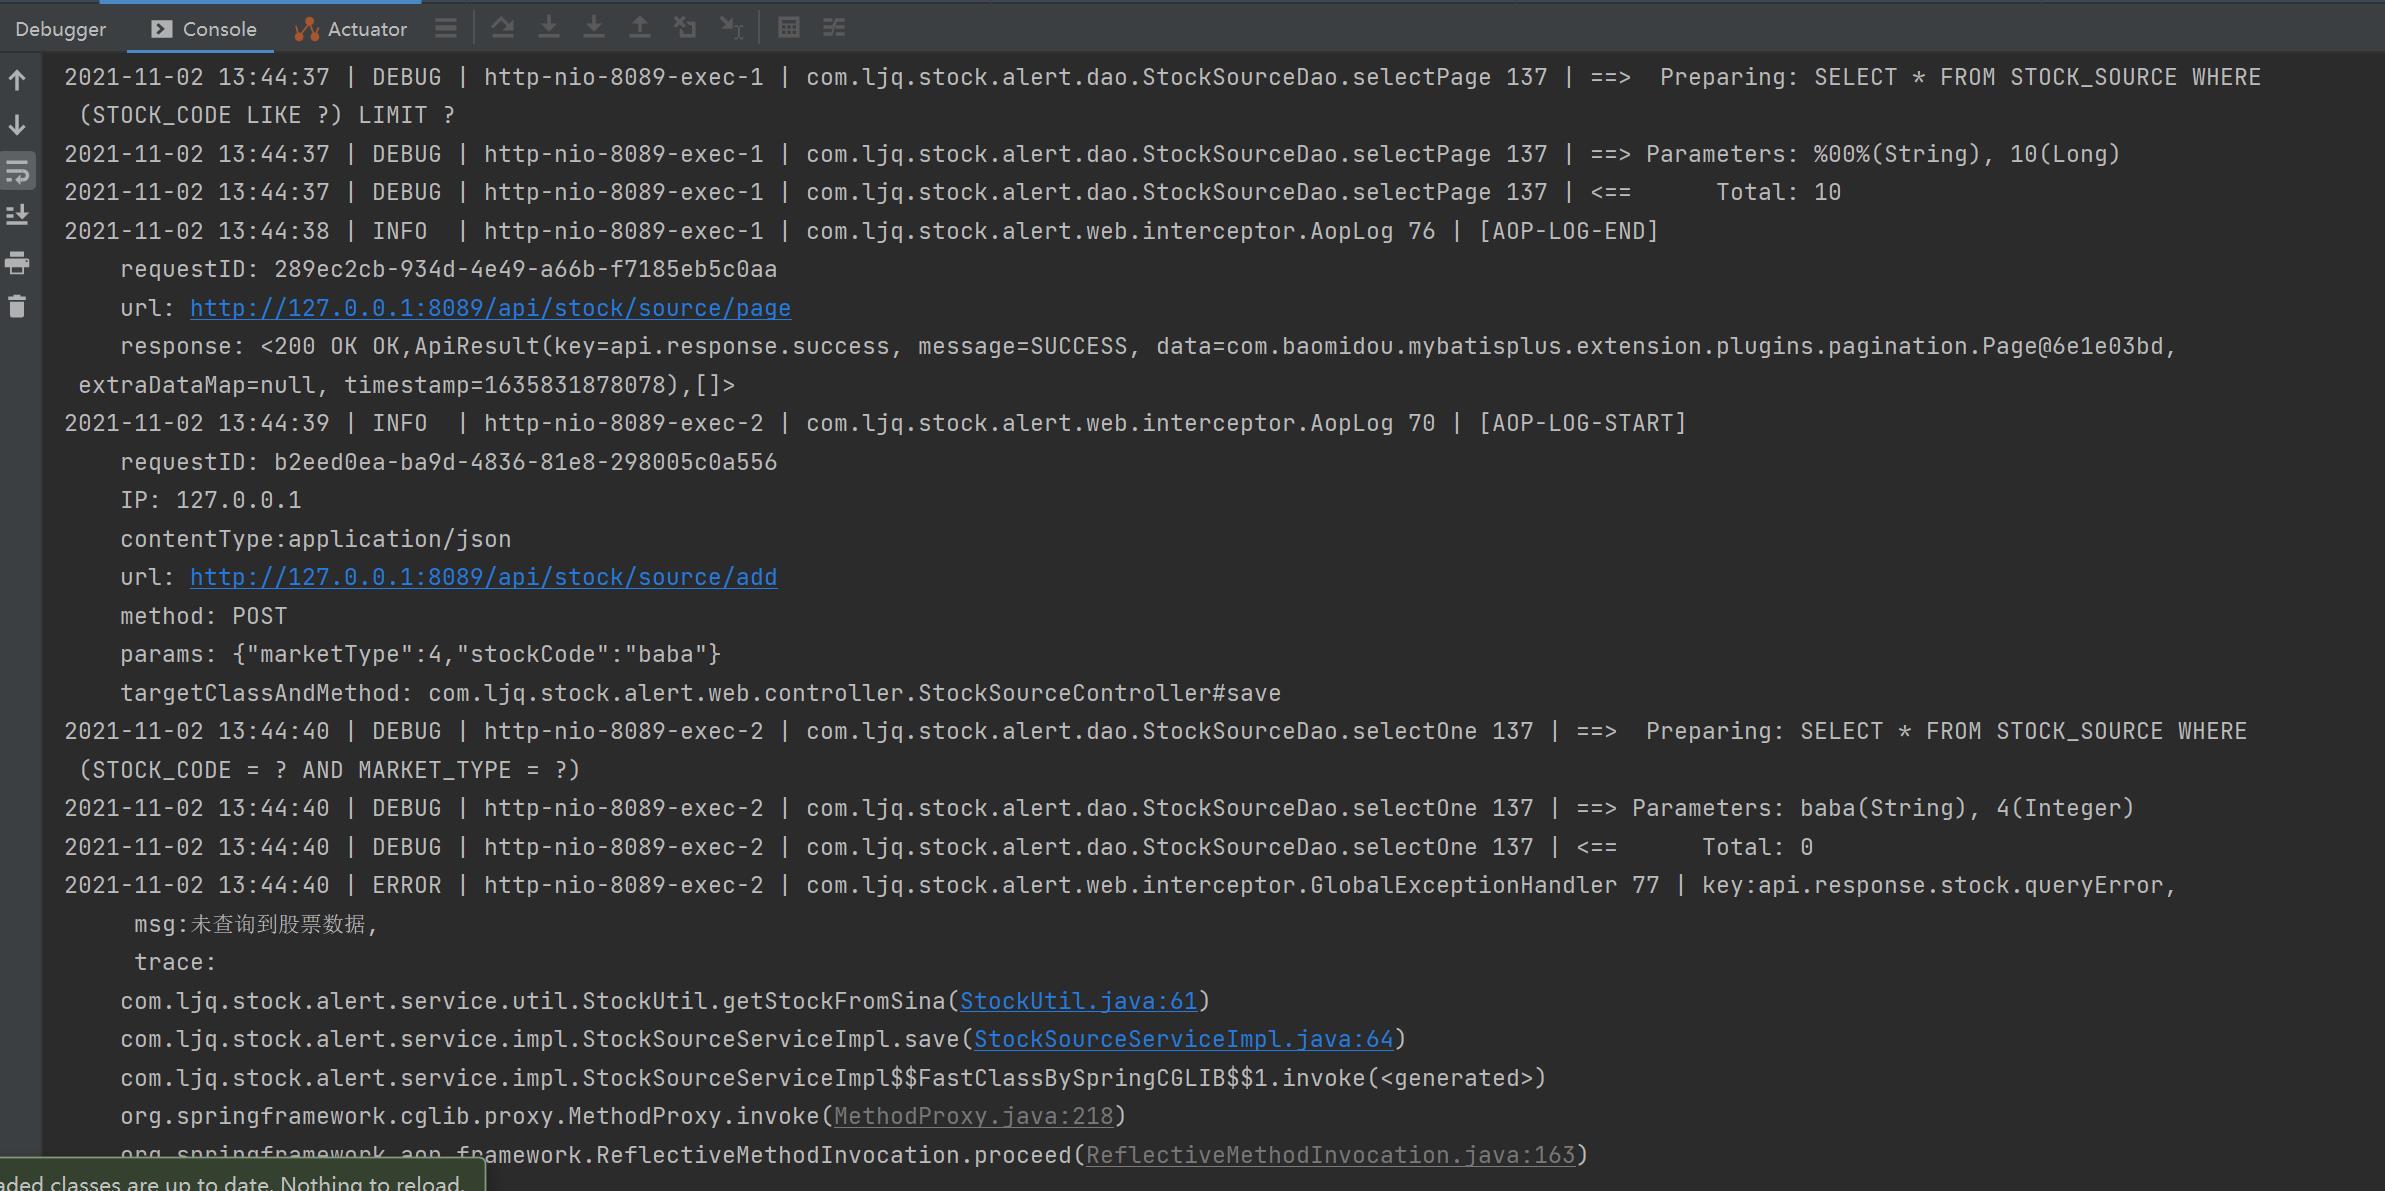 Debugger Console Actuator
2021-11-02 13:44:37 | DEBUG | http-nio-8089-exec-1 | com.ljq.stock.alert.dao.StockSourceDao.selectPage 137 | ==>  Preparing: SELECT * FROM STOCK_SOURCE WHERE
(STOCK_CODE LIKE ?) LIMIT ?
2021-11-02 13:44:37 | DEBUG | http-nio-8089-exec-1 | com.ljq.stock.alert.dao.StockSourceDao.selectPage 137 | ==> Parameters: %00%(String), 10(Long)
2021-11-02 13:44:37 | DEBUG | http-nio-8089-exec-1 | com.ljq.stock.alert.dao.StockSourceDao.selectPage 137 | <==      Total: 10
2021-11-02 13:44:38 | INFO  | http-nio-8089-exec-1 | com.ljq.stock.alert.web.interceptor.AopLog 76 | [AOP-LOG-END]
requestID: 289ec2cb-934d-4e49-a66b-f7185eb5c0aa
url: http://127.0.0.1:8089/api/stock/source/page
response: <200 OK OK,ApiResult(key=api.response.success, message=SUCCESS, data=com.baomidou.mybatisplus.extension.plugins.pagination.Page@6e1e03bd,
extraDataMap=null, timestamp=1635831878078),[]>
2021-11-02 13:44:39 | INFO  | http-nio-8089-exec-2 | com.ljq.stock.alert.web.interceptor.AopLog 70 | [AOP-LOG-START]
requestID: b2eed0ea-ba9d-4836-81e8-298005c0a556
IP: 127.0.0.1
contentType:application/json
url: http://127.0.0.1:8089/api/stock/source/add
method: POST
params: {"marketType":4,"stockCode":"baba"}
targetClassAndMethod: com.ljq.stock.alert.web.controller.StockSourceController#save
2021-11-02 13:44:40 | DEBUG | http-nio-8089-exec-2 | com.ljq.stock.alert.dao.StockSourceDao.selectOne 137 | ==>  Preparing: SELECT * FROM STOCK_SOURCE WHERE
(STOCK_CODE = ? AND MARKET_TYPE = ?)
2021-11-02 13:44:40 | DEBUG | http-nio-8089-exec-2 | com.ljq.stock.alert.dao.StockSourceDao.selectOne 137 | ==> Parameters: baba(String), 4(Integer)
2021-11-02 13:44:40 | DEBUG | http-nio-8089-exec-2 | com.ljq.stock.alert.dao.StockSourceDao.selectOne 137 | <==      Total: 0
2021-11-02 13:44:40 | ERROR | http-nio-8089-exec-2 | com.ljq.stock.alert.web.interceptor.GlobalExceptionHandler 77 | key:api.response.stock.queryError,
msg:未查询到股票数据,
trace:
com.ljq.stock.alert.service.util.StockUtil.getStockFromSina(StockUtil.java:61)
com.ljq.stock.alert.service.impl.StockSourceServiceImpl.save(StockSourceServiceImpl.java:64)
com.ljq.stock.alert.service.impl.StockSourceServiceImpl$$FastClassBySpringCGLIB$$1.invoke(<generated>)
org.springframework.cglib.proxy.MethodProxy.invoke(MethodProxy.java:218)
org.springframework.aop.framework.ReflectiveMethodInvocation.proceed(ReflectiveMethodInvocation.java:163)
aded classes are up to date. Nothing to reload.